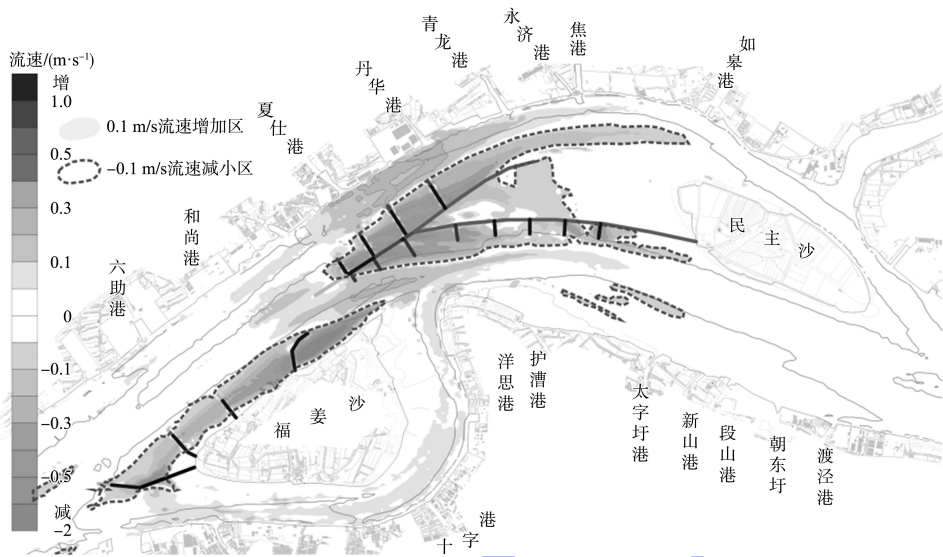 流速/(m·s⁻¹)
增
1.0
0.5
0.3
0.1
0
-0.1
-0.3
-0.5
减
-2
0.1 m/s流速增加区
-0.1 m/s流速减小区
六助港
和尚港
夏仕港
丹华港
青龙港
永济港
焦港
如皋港
民主沙
福姜沙
洋思港
护漕港
太字圩港
新山港
段山港
朝东圩
渡泾港
十字港